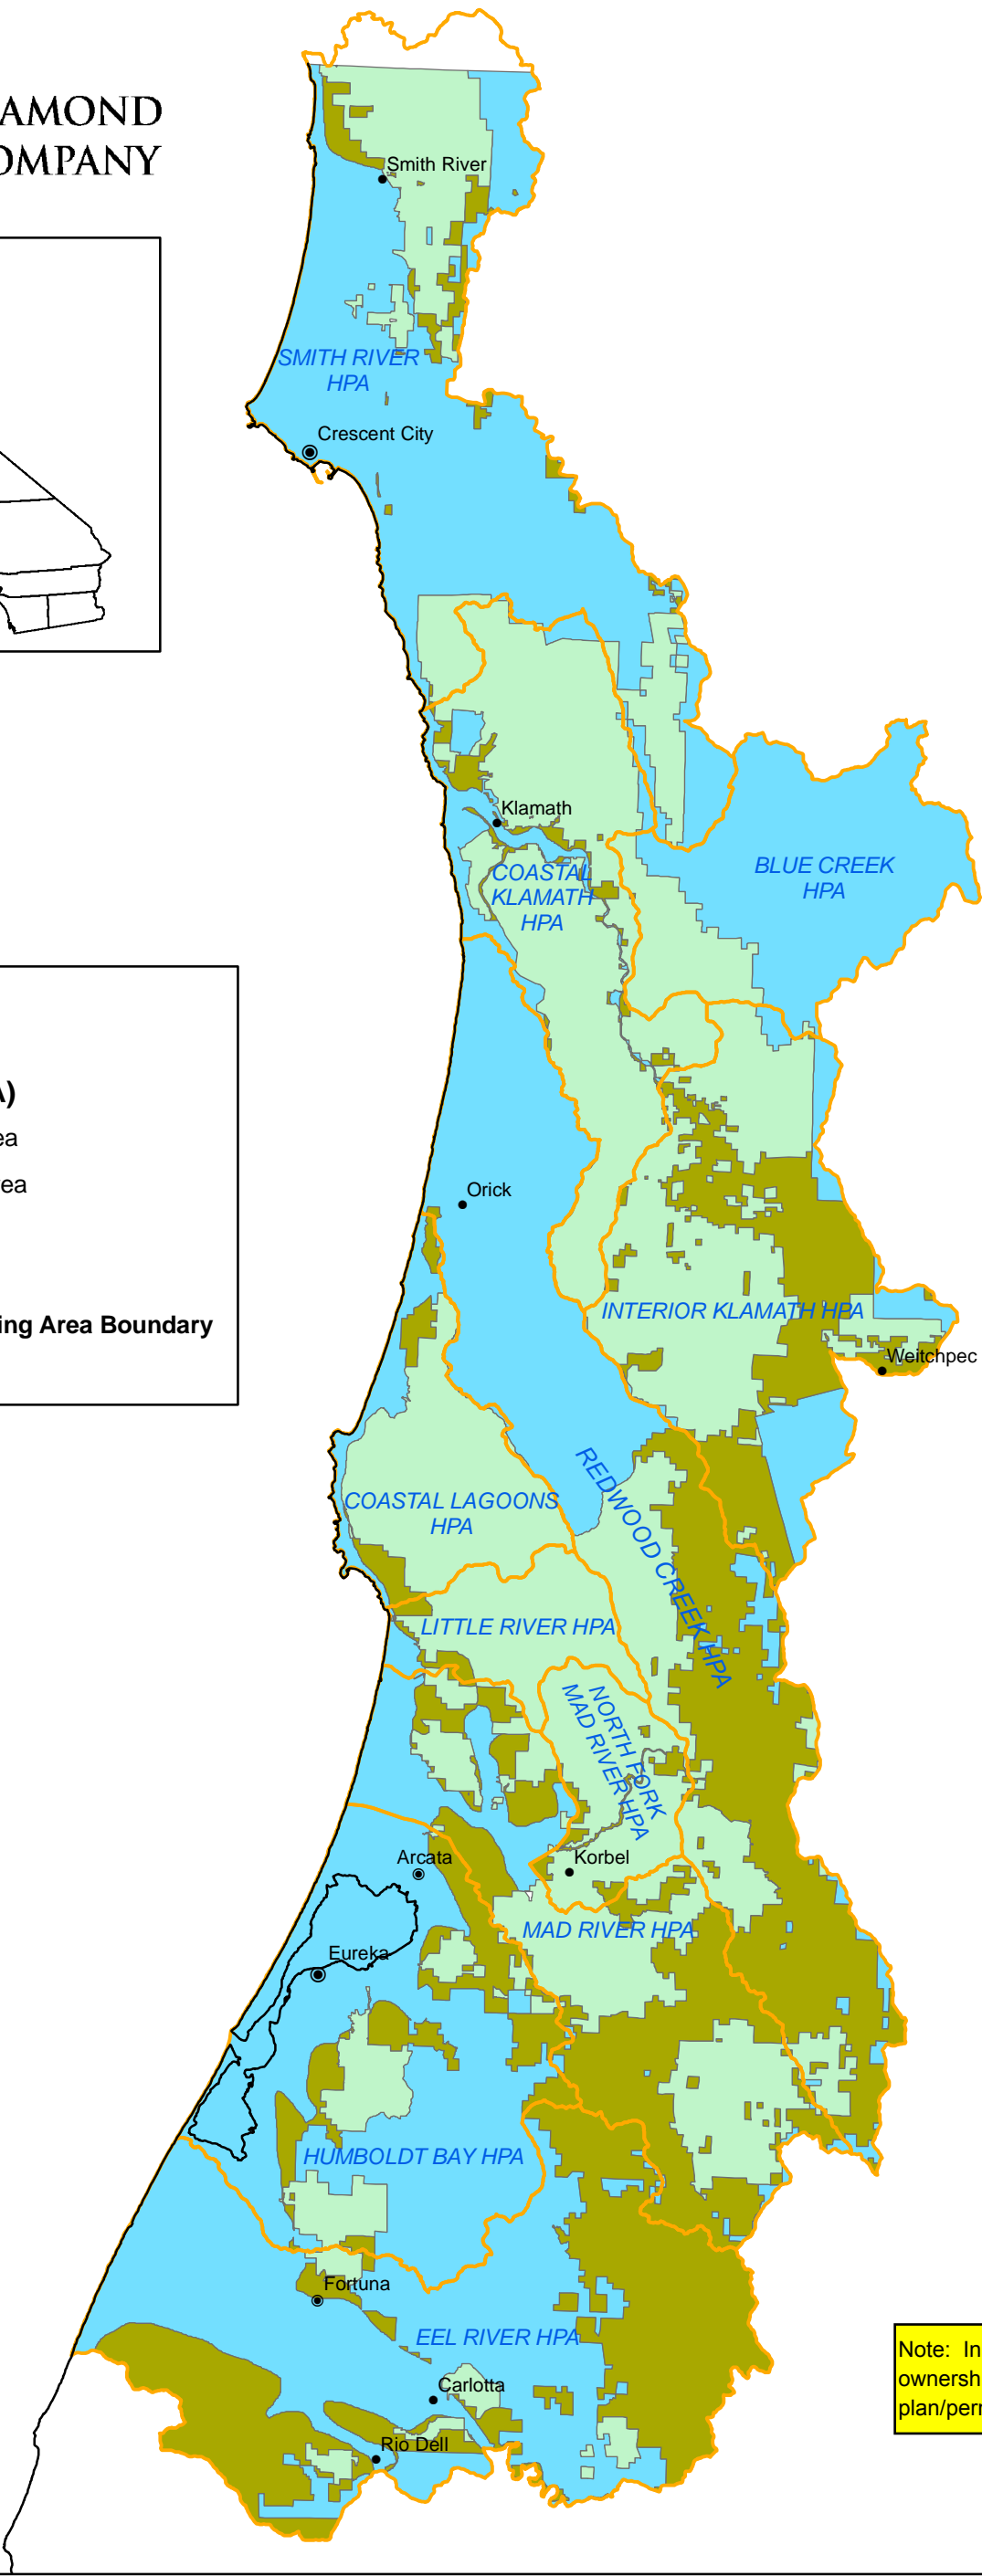 AMOND
OMPANY
Smith River
SMITH RIVER
HPA
Crescent City
Klamath
COASTAL
KLAMATH
HPA
BLUE CREEK
HPA
A)
ea
ea
ing Area Boundary
Orick
INTERIOR KLAMATH HPA
Weitchpec
REDWOOD CREEK HPA
COASTAL LAGOONS
HPA
LITTLE RIVER HPA
NORTH FORK
MAD RIVER HPA
Arcata
Korbel
MAD RIVER HPA
Eureka
HUMBOLDT BAY HPA
Fortuna
EEL RIVER HPA
Note: In
ownersh
plan/perm
Carlotta
Rio Dell